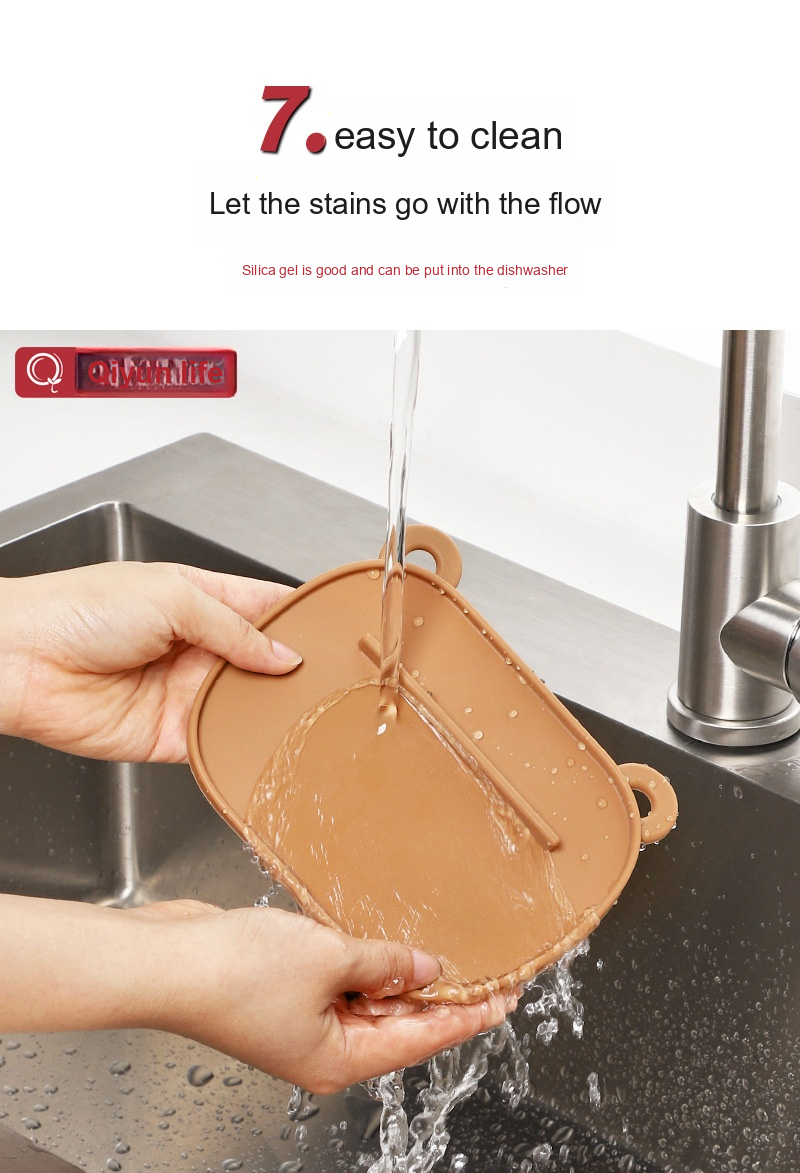 7. easy to clean
Let the stains go with the flow
Silica gel is good and can be put into the dishwasher
life